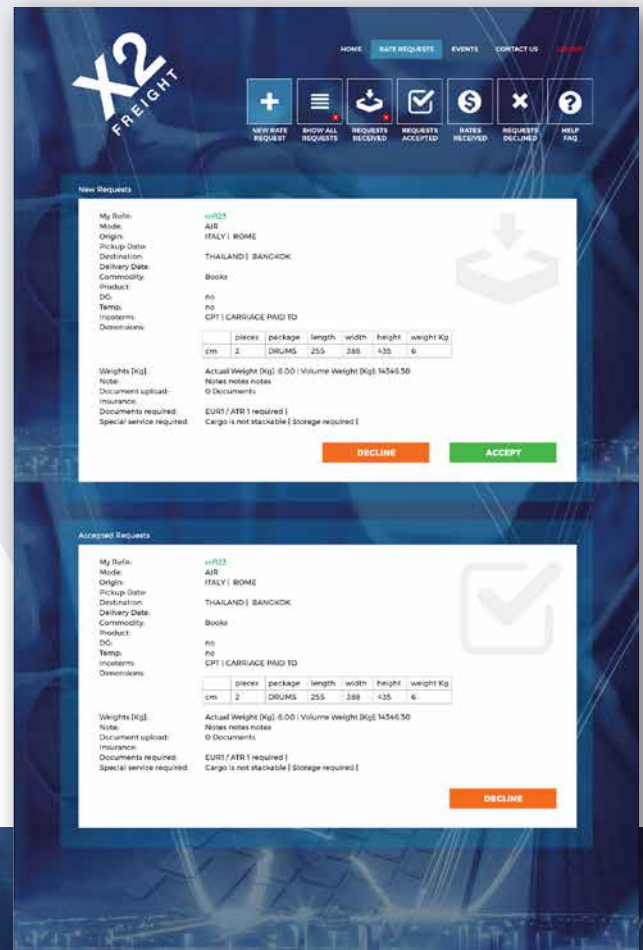 X2
FREIGHT
HOME RATE REQUESTS EVENTS CONTACT US LOGOUT
NEW RATE REQUEST
SHOW ALL REQUESTS
REQUESTS RECEIVED
REQUESTS ACCEPTED
RATES RECEIVED
REQUESTS DECLINED
HELP FAQ
New Requests
My Ref#: ref123
Mode: AIR
Origin: ITALY | ROME
Pickup Date:
Destination: THAILAND | BANGKOK
Delivery Date:
Commodity: Books
Product:
DG: no
Temp: no
Incoterm: CPT | CARRIAGE PAID TO
Dimensions:
pieces package length width height weight Kg
cm 2 DRUMS 255 388 435 6
Weights [Kg]: Actual Weight [Kg]: 6.00 | Volume Weight [Kg]: 14346.30
Note: Notes notes notes
Document upload: 0 Documents
Insurance:
Documents required: EUR1 / ATR 1 required |
Special service required: Cargo is not stackable | Storage required |
DECLINE ACCEPT
Accepted Requests
My Ref#: ref123
Mode: AIR
Origin: ITALY | ROME
Pickup Date:
Destination: THAILAND | BANGKOK
Delivery Date:
Commodity: Books
Product:
DG: no
Temp: no
Incoterm: CPT | CARRIAGE PAID TO
Dimensions:
pieces package length width height weight Kg
cm 2 DRUMS 255 388 435 6
Weights [Kg]: Actual Weight [Kg]: 6.00 | Volume Weight [Kg]: 14346.30
Note: Notes notes notes
Document upload: 0 Documents
Insurance:
Documents required: EUR1 / ATR 1 required |
Special service required: Cargo is not stackable | Storage required |
DECLINE